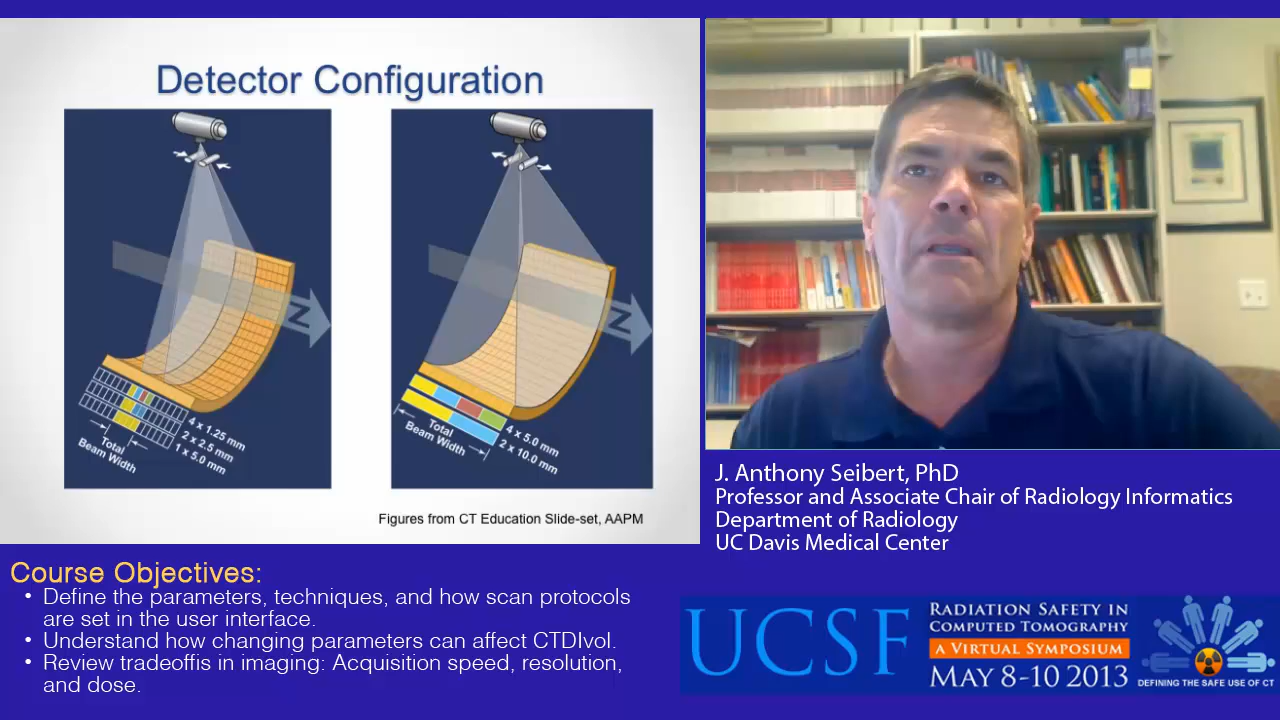 Detector Configuration
Z
4 x 1.25 mm
2 x 2.5 mm
1 x 5.0 mm
Total
Beam Width
Z
4 x 5.0 mm
2 x 10.0 mm
Total
Beam Width
Figures from CT Education Slide-set, AAPM
J. Anthony Seibert, PhD
Professor and Associate Chair of Radiology Informatics
Department of Radiology
UC Davis Medical Center
Course Objectives:
• Define the parameters, techniques, and how scan protocols
are set in the user interface.
• Understand how changing parameters can affect CTDIvol.
• Review tradeoffis in imaging: Acquisition speed, resolution,
and dose.
UCSF
Radiation Safety in
Computed Tomography
a Virtual Symposium
May 8-10 2013
DEFINING THE SAFE USE OF CT